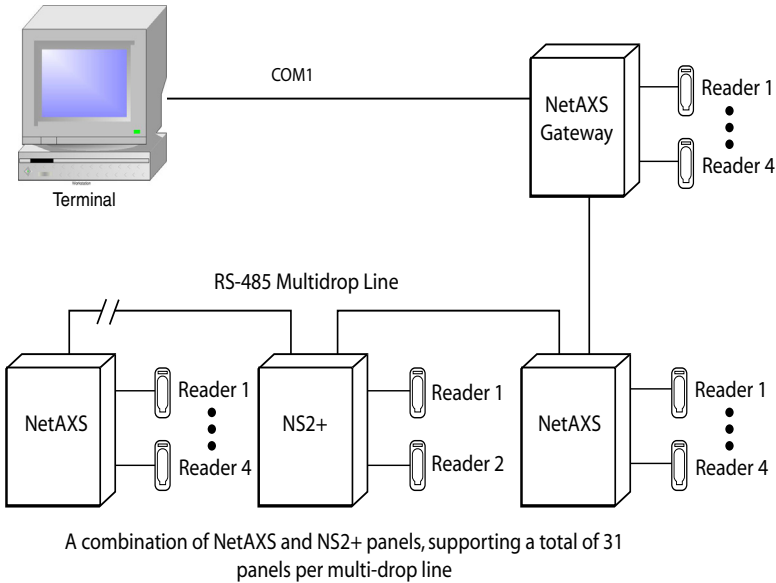 COM1
NetAXS
Gateway
Reader 1
Reader 4
Workstation
Terminal
RS-485 Multidrop Line
NetAXS
Reader 1
Reader 4
NS2+
Reader 1
Reader 2
NetAXS
Reader 1
Reader 4
A combination of NetAXS and NS2+ panels, supporting a total of 31
panels per multi-drop line